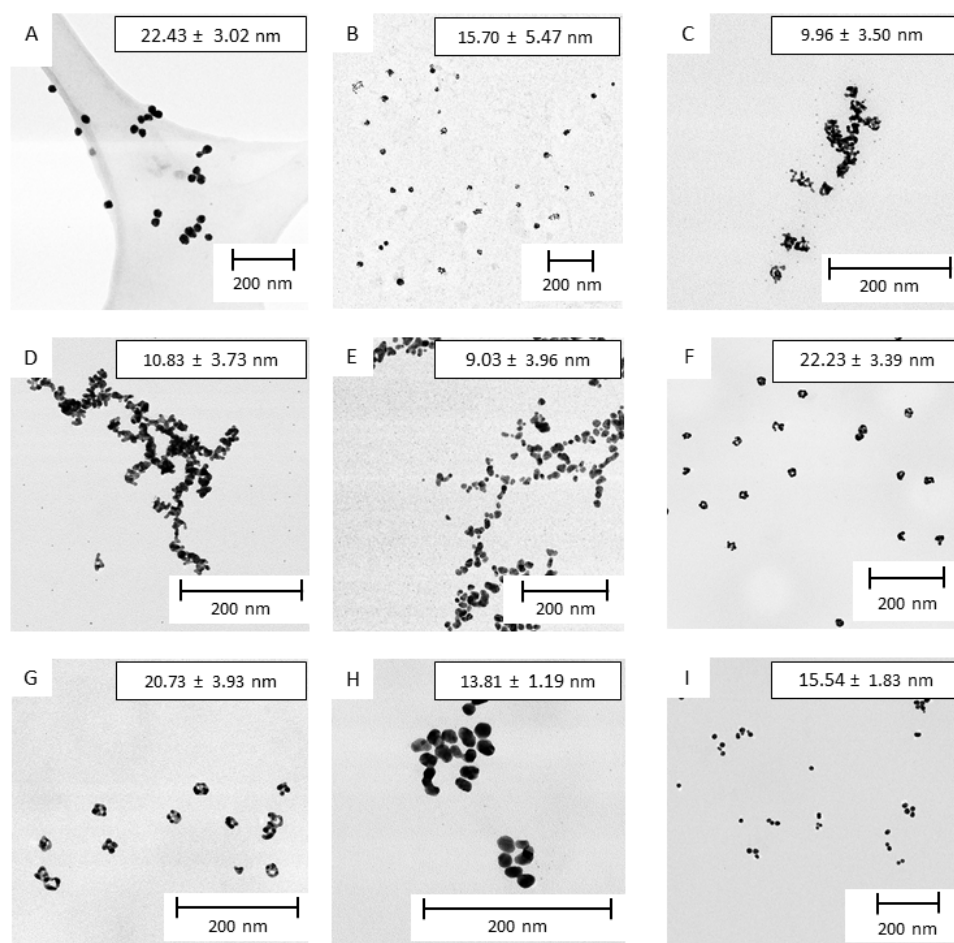 A
22.43 ± 3.02 nm
200 nm
B
15.70 ± 5.47 nm
200 nm
C
9.96 ± 3.50 nm
200 nm
D
10.83 ± 3.73 nm
200 nm
E
9.03 ± 3.96 nm
200 nm
F
22.23 ± 3.39 nm
200 nm
G
20.73 ± 3.93 nm
200 nm
H
13.81 ± 1.19 nm
200 nm
I
15.54 ± 1.83 nm
200 nm